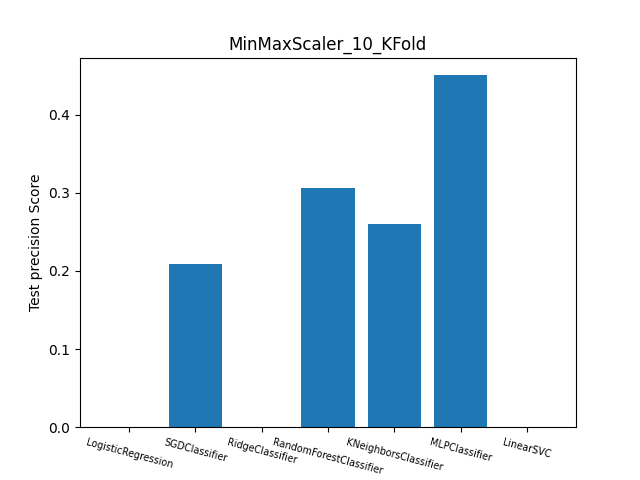 MinMaxScaler_10_KFold
Test precision Score
0.4
0.3
0.2
0.1
0.0
LogisticRegression
SGDClassifier
RidgeClassifier
RandomForestClassifier
KNeighborsClassifier
MLPClassifier
LinearSVC